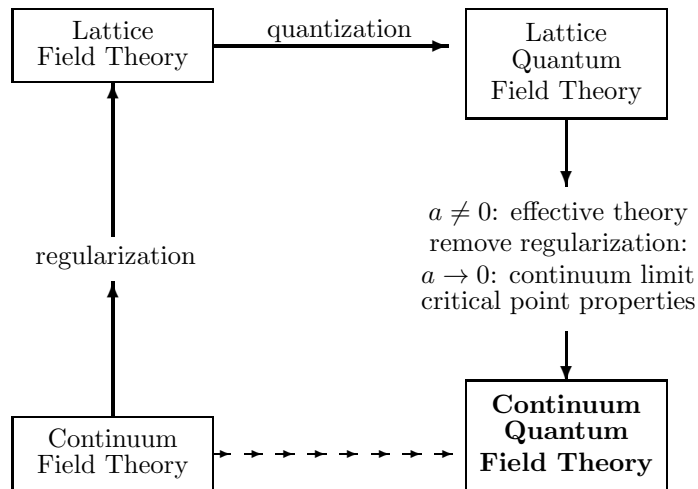 Lattice
Field Theory
quantization
Lattice
Quantum
Field Theory
a ≠ 0: effective theory
remove regularization:
a → 0: continuum limit
critical point properties
regularization
Continuum
Field Theory
Continuum
Quantum
Field Theory